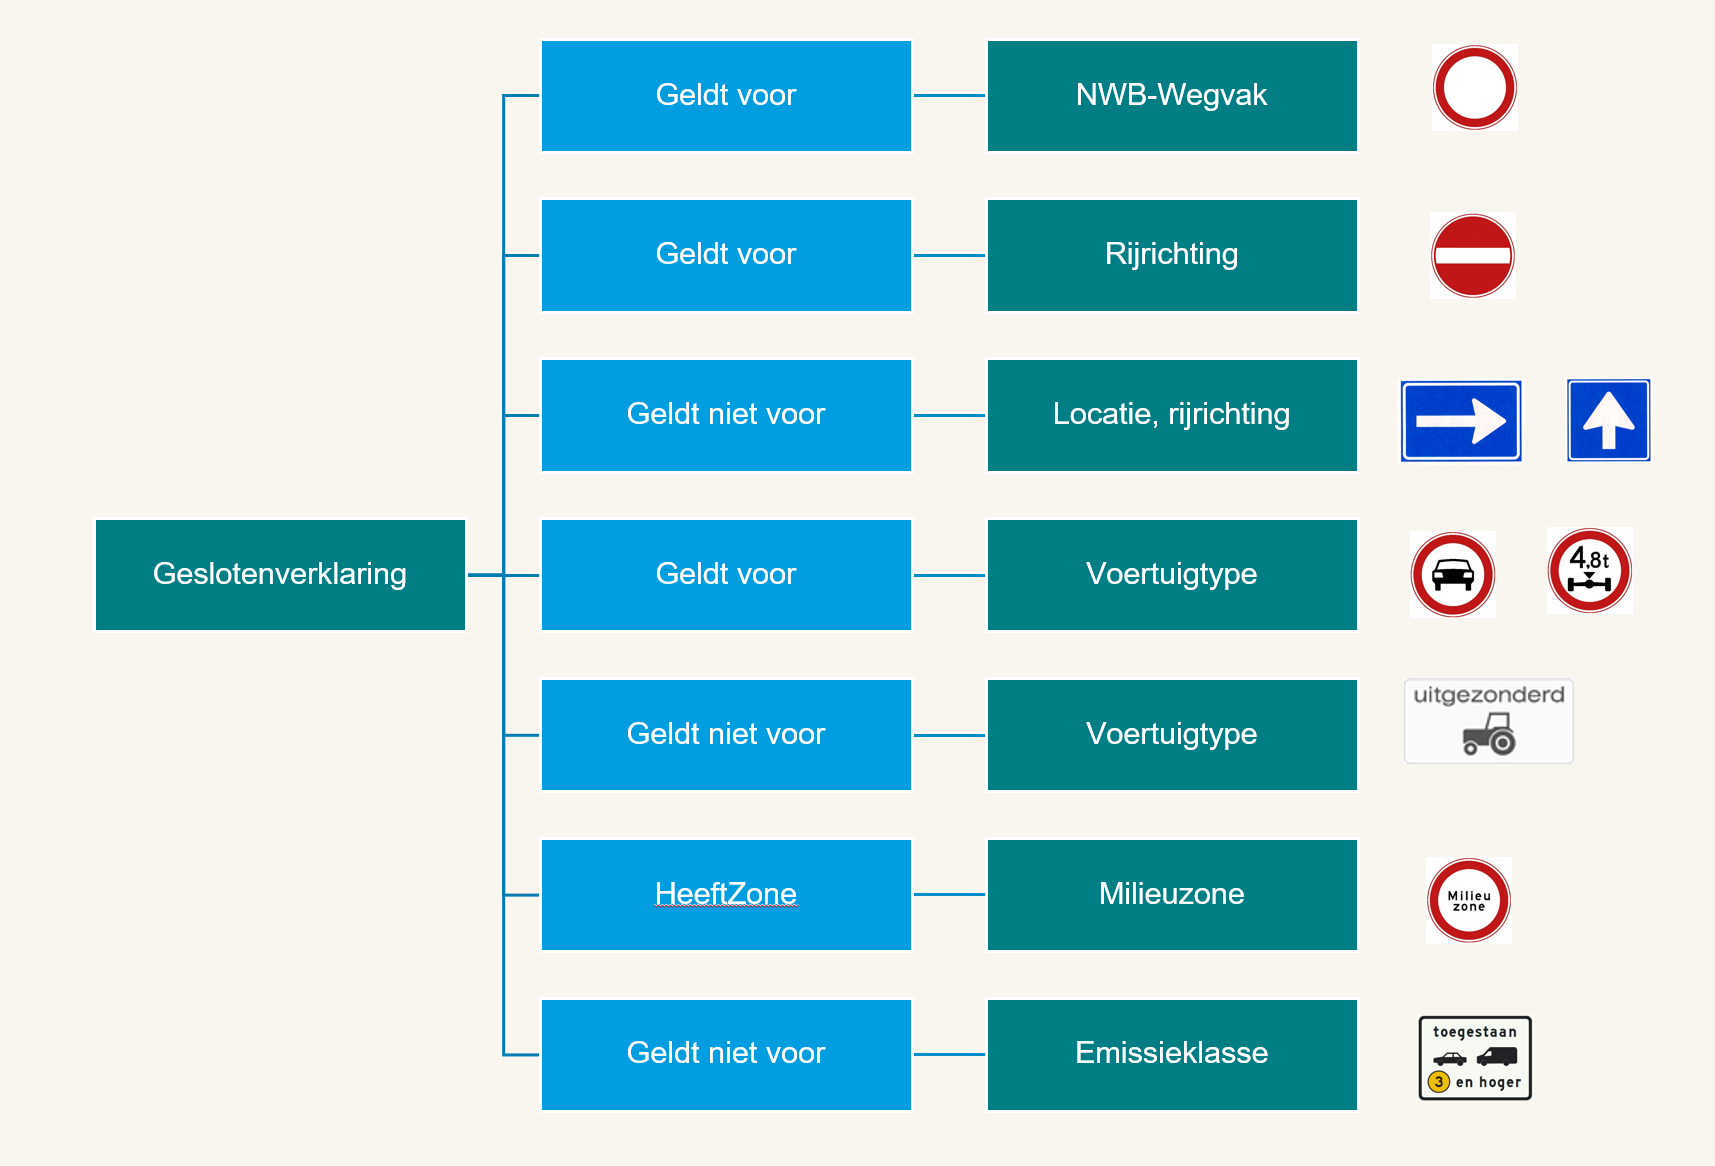 Geldt voor
NWB-Wegvak
Geldt voor
Rijrichting
Geldt niet voor
Locatie, rijrichting
Geslotenverklaring
Geldt voor
Voertuigtype
4,8t
Geldt niet voor
Voertuigtype
uitgezonderd
HeeftZone
Milieuzone
Milieu
zone
Geldt niet voor
Emissieklasse
toegestaan
3 en hoger